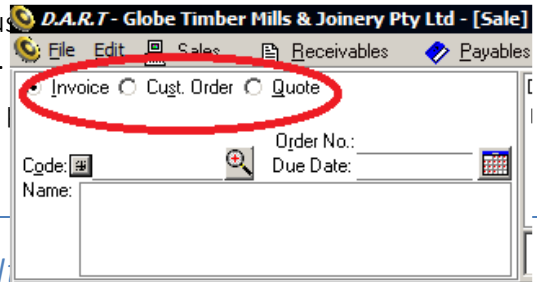 D.A.R.T - Globe Timber Mills & Joinery Pty Ltd - [Sale]
File Edit Sales Receivables Payables
Invoice Cust. Order Quote
Order No.:
Code: Due Date:
Name: